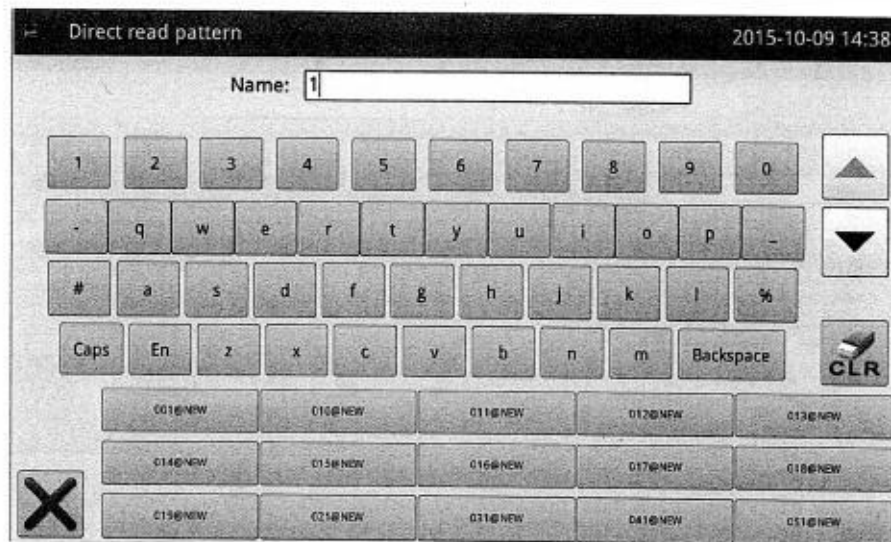 Direct read pattern 2015-10-09 14:38
Name: 1
1 2 3 4 5 6 7 8 9 0
- q w e r t y u i o p _
# a s d f g h j k l %
Caps En z x c v b n m Backspace
CLR
001@NEW 010@NEW 011@NEW 012@NEW 013@NEW
014@NEW 015@NEW 016@NEW 017@NEW 018@NEW
019@NEW 021@NEW 031@NEW 041@NEW 051@NEW